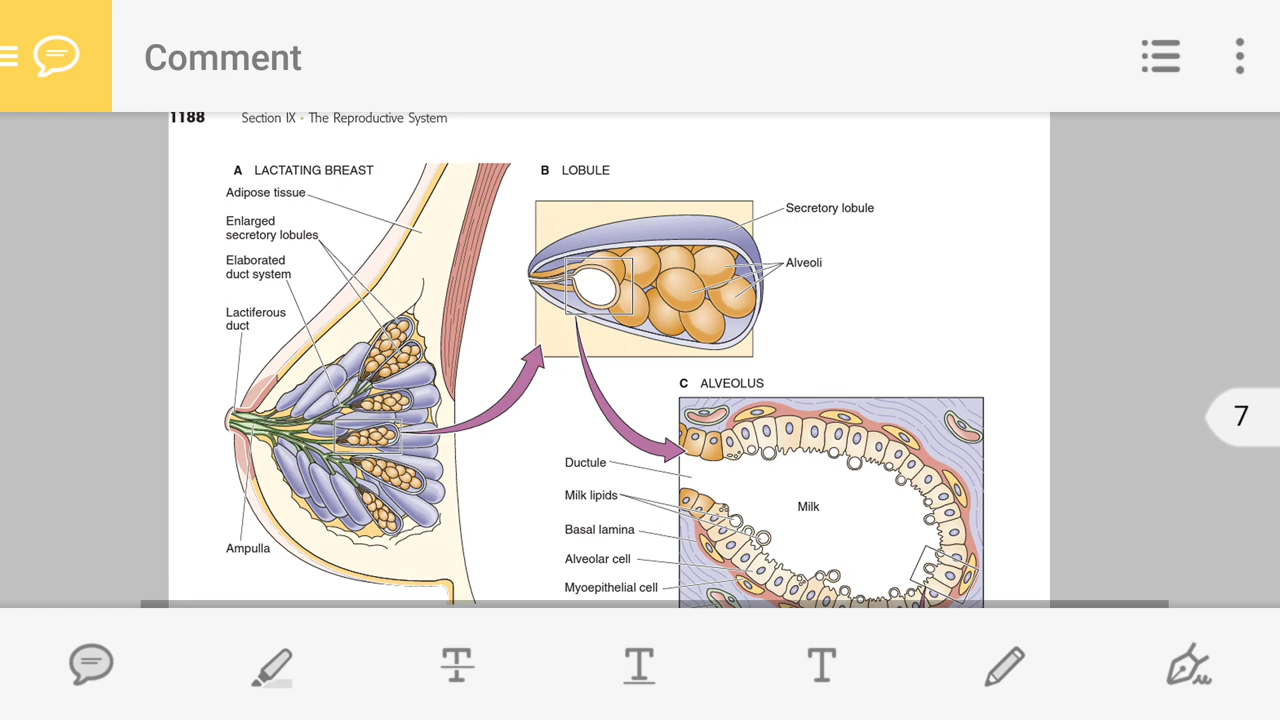 Comment
1188 Section IX • The Reproductive System
A LACTATING BREAST
Adipose tissue
Enlarged
secretory lobules
Elaborated
duct system
Lactiferous
duct
Ampulla
B LOBULE
Secretory lobule
Alveoli
C ALVEOLUS
Ductule
Milk lipids
Milk
Basal lamina
Alveolar cell
Myoepithelial cell
7
T
T
T